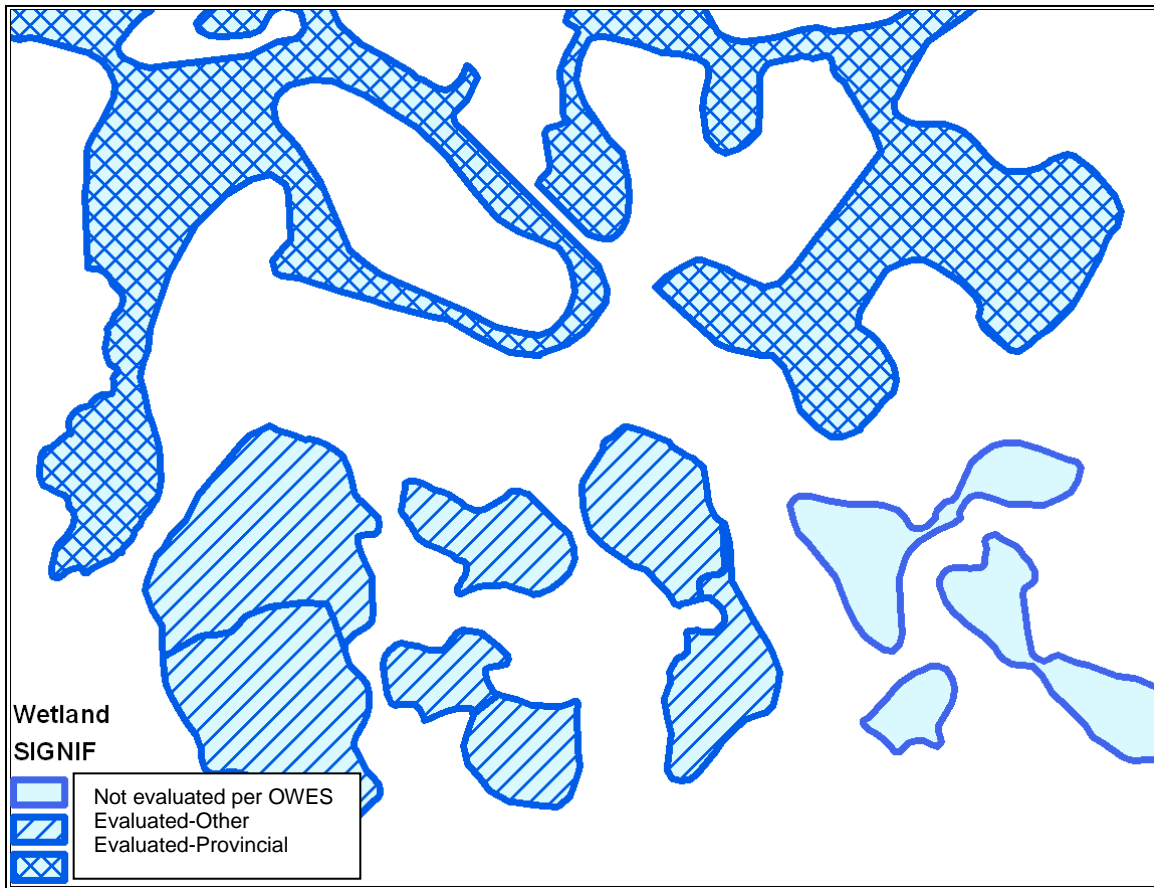 Wetland
SIGNIF
Not evaluated per OWES
Evaluated-Other
Evaluated-Provincial